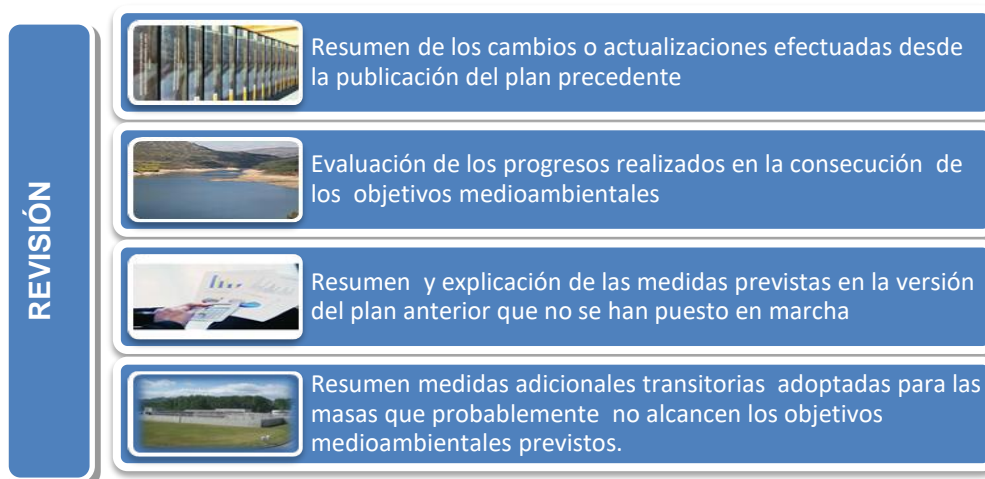 REVISIÓN
Resumen de los cambios o actualizaciones efectuadas desde
la publicación del plan precedente
Evaluación de los progresos realizados en la consecución de
los objetivos medioambientales
Resumen y explicación de las medidas previstas en la versión
del plan anterior que no se han puesto en marcha
Resumen medidas adicionales transitorias adoptadas para las
masas que probablemente no alcancen los objetivos
medioambientales previstos.